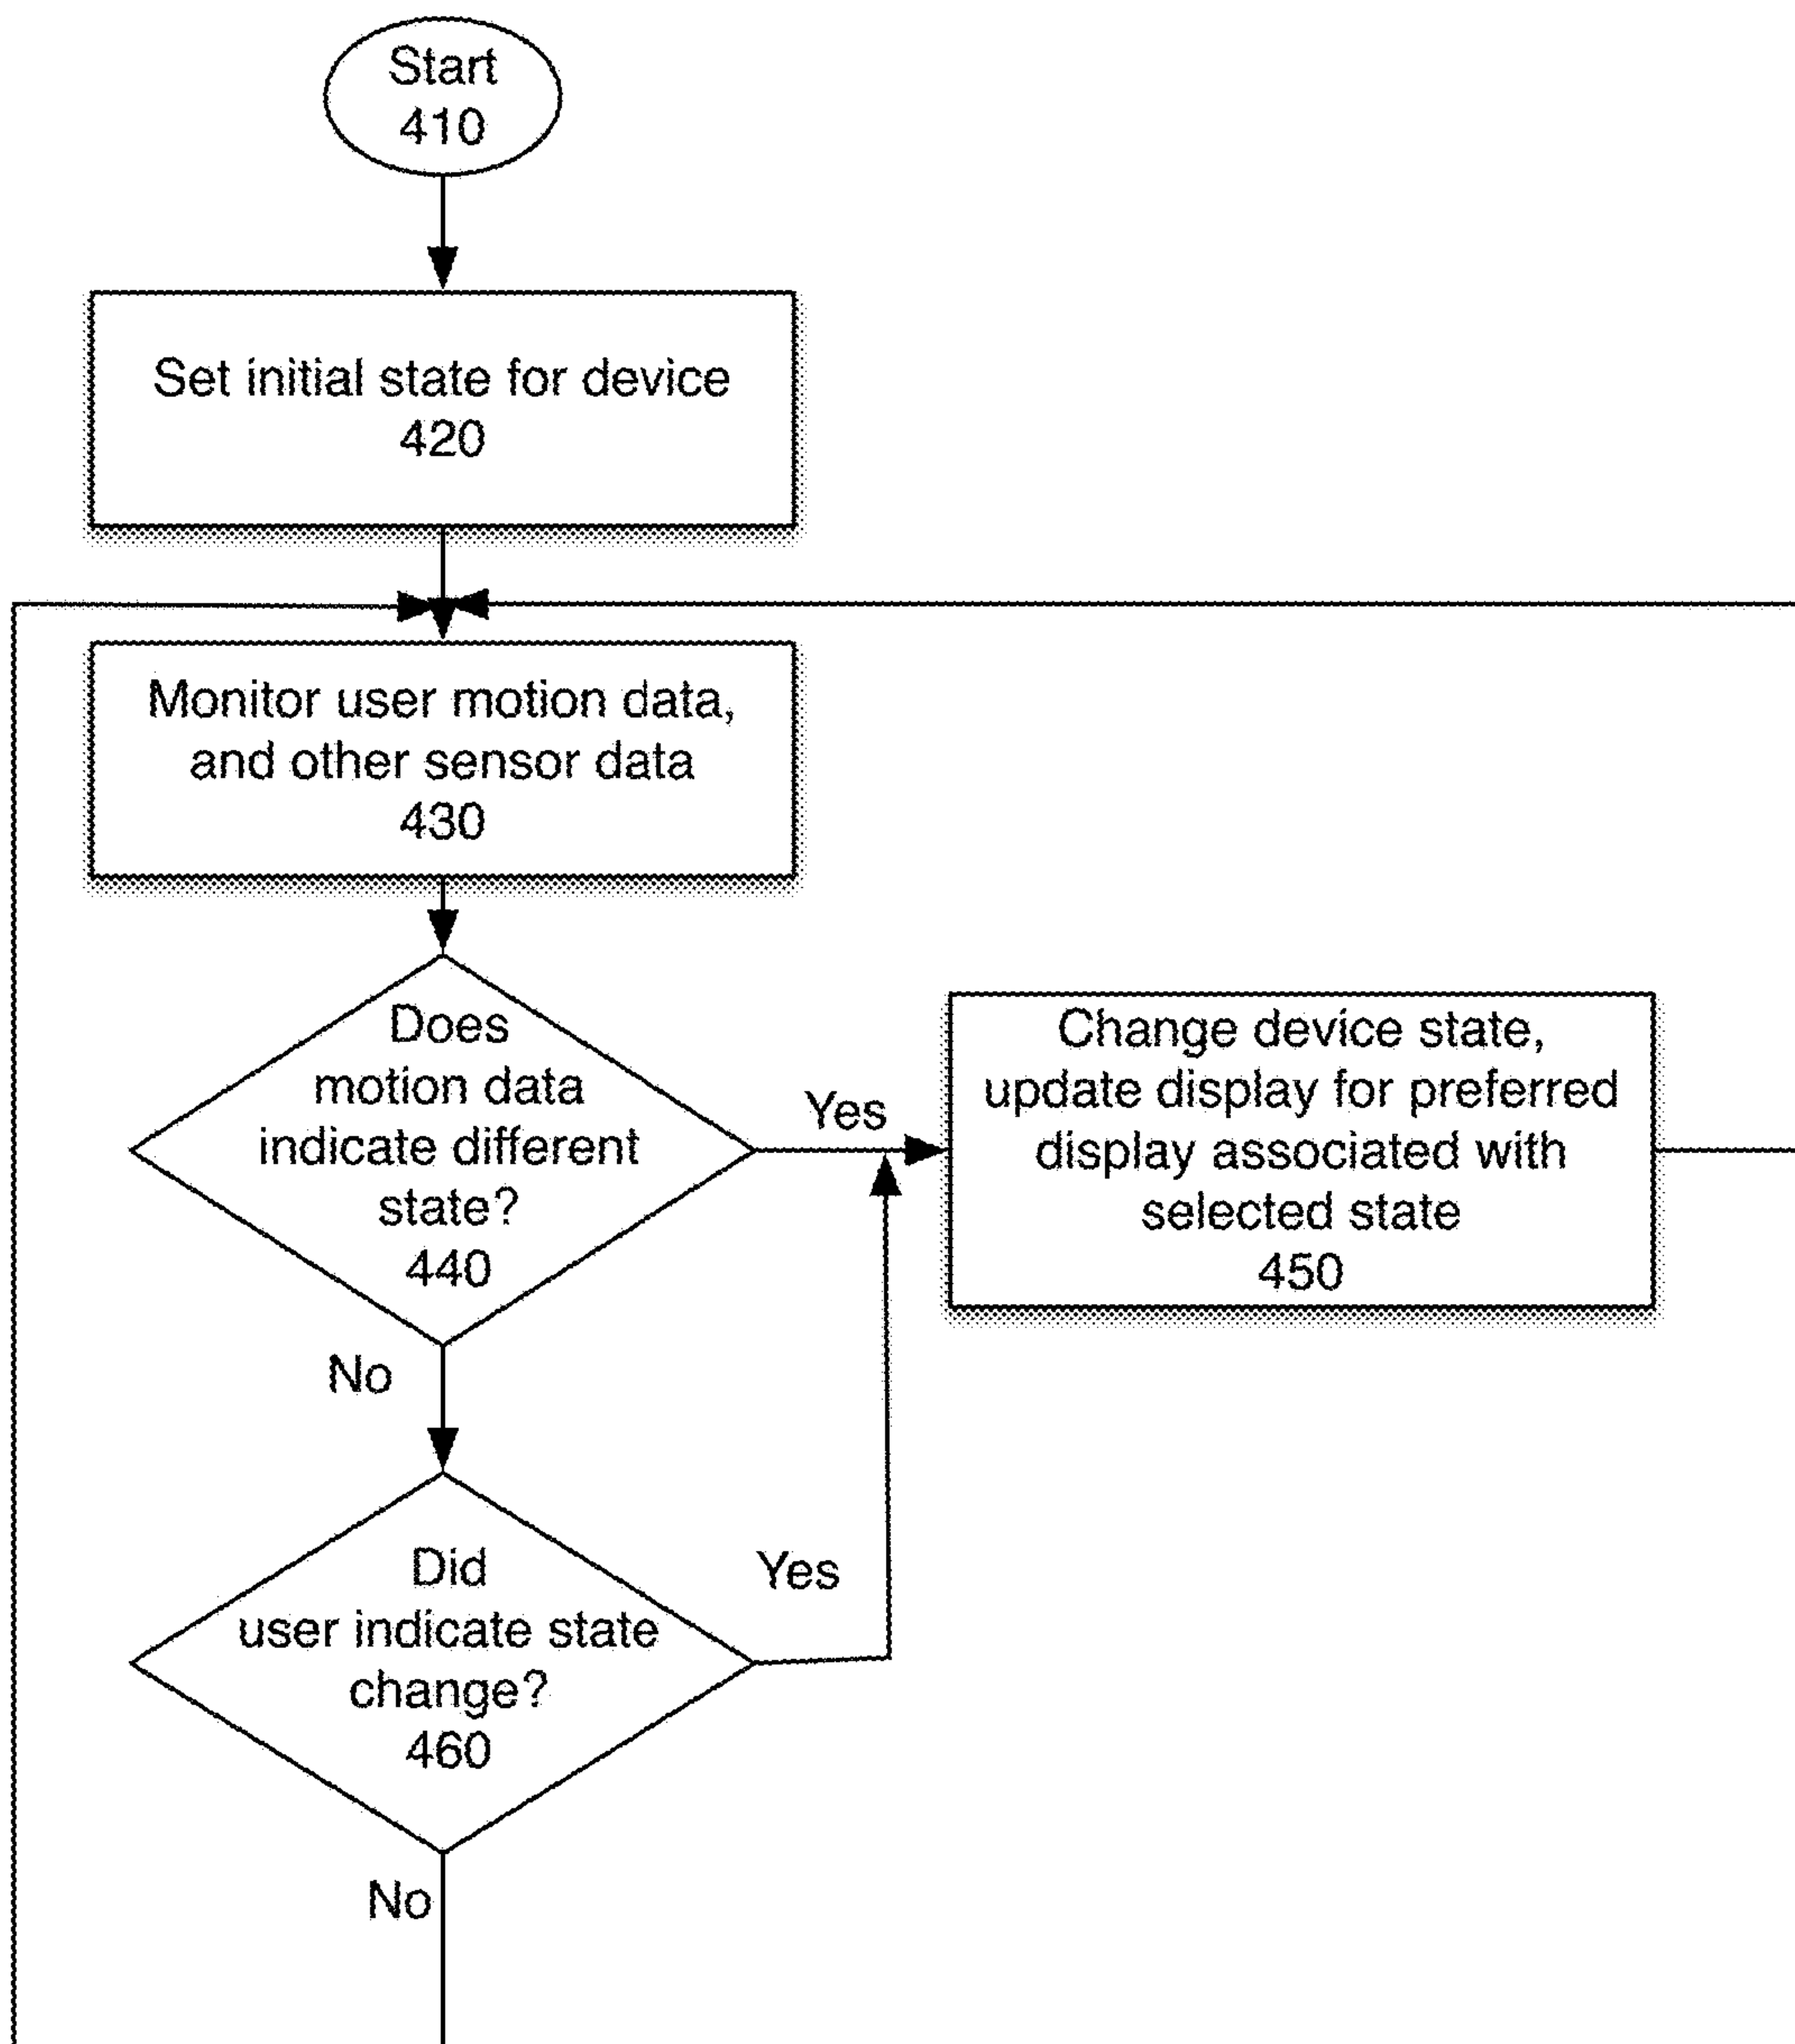 Start
410
Set initial state for device
420
Monitor user motion data,
and other sensor data
430
Does
motion data
indicate different
state?
440
Yes
Change device state,
update display for preferred
display associated with
selected state
450
No
Did
user indicate state
change?
460
Yes
No